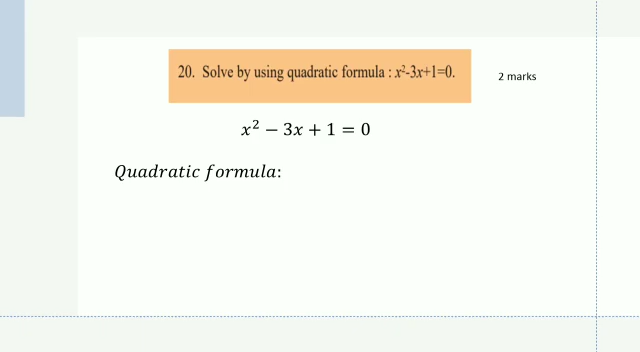 20. Solve by using quadratic formula : x²-3x+1=0.
2 marks
x² − 3x + 1 = 0
Quadratic formula: